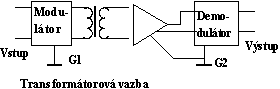 Modu-
látor
Demo-
dulátor
Vstup
G1
G2
Výstup
Transformátorová vazba